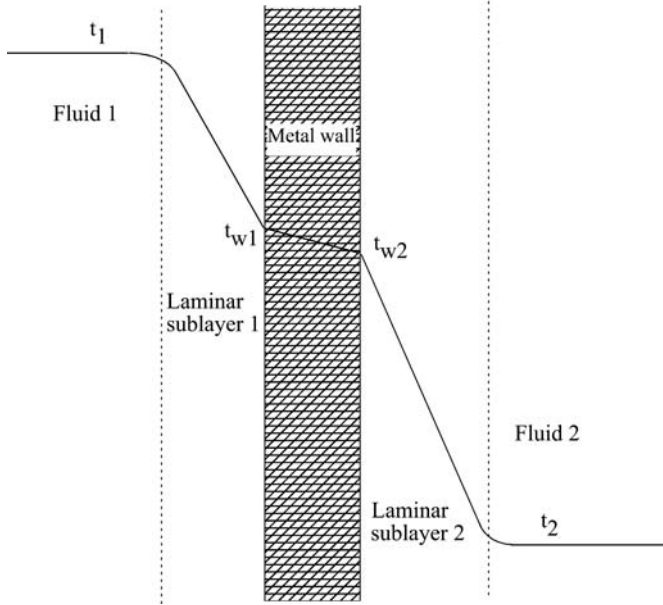 t1
Fluid 1
Metal wall
tw1
tw2
Laminar
sublayer 1
Fluid 2
Laminar
sublayer 2
t2